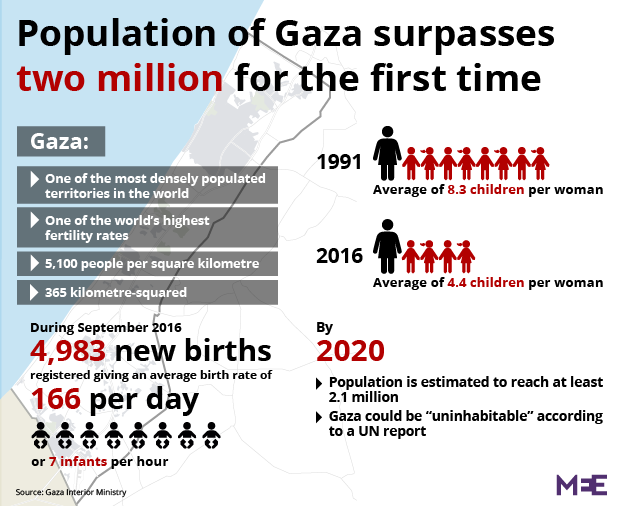 Population of Gaza surpasses
two million for the first time
Gaza:
One of the most densely populated
territories in the world
One of the world's highest
fertility rates
5,100 people per square kilometre
365 kilometre-squared
1991
Average of 8.3 children per woman
2016
Average of 4.4 children per woman
During September 2016
4,983 new births
registered giving an average birth rate of
166 per day
or 7 infants per hour
By
2020
Population is estimated to reach at least
2.1 million
Gaza could be “uninhabitable” according
to a UN report
Source: Gaza Interior Ministry
MEE